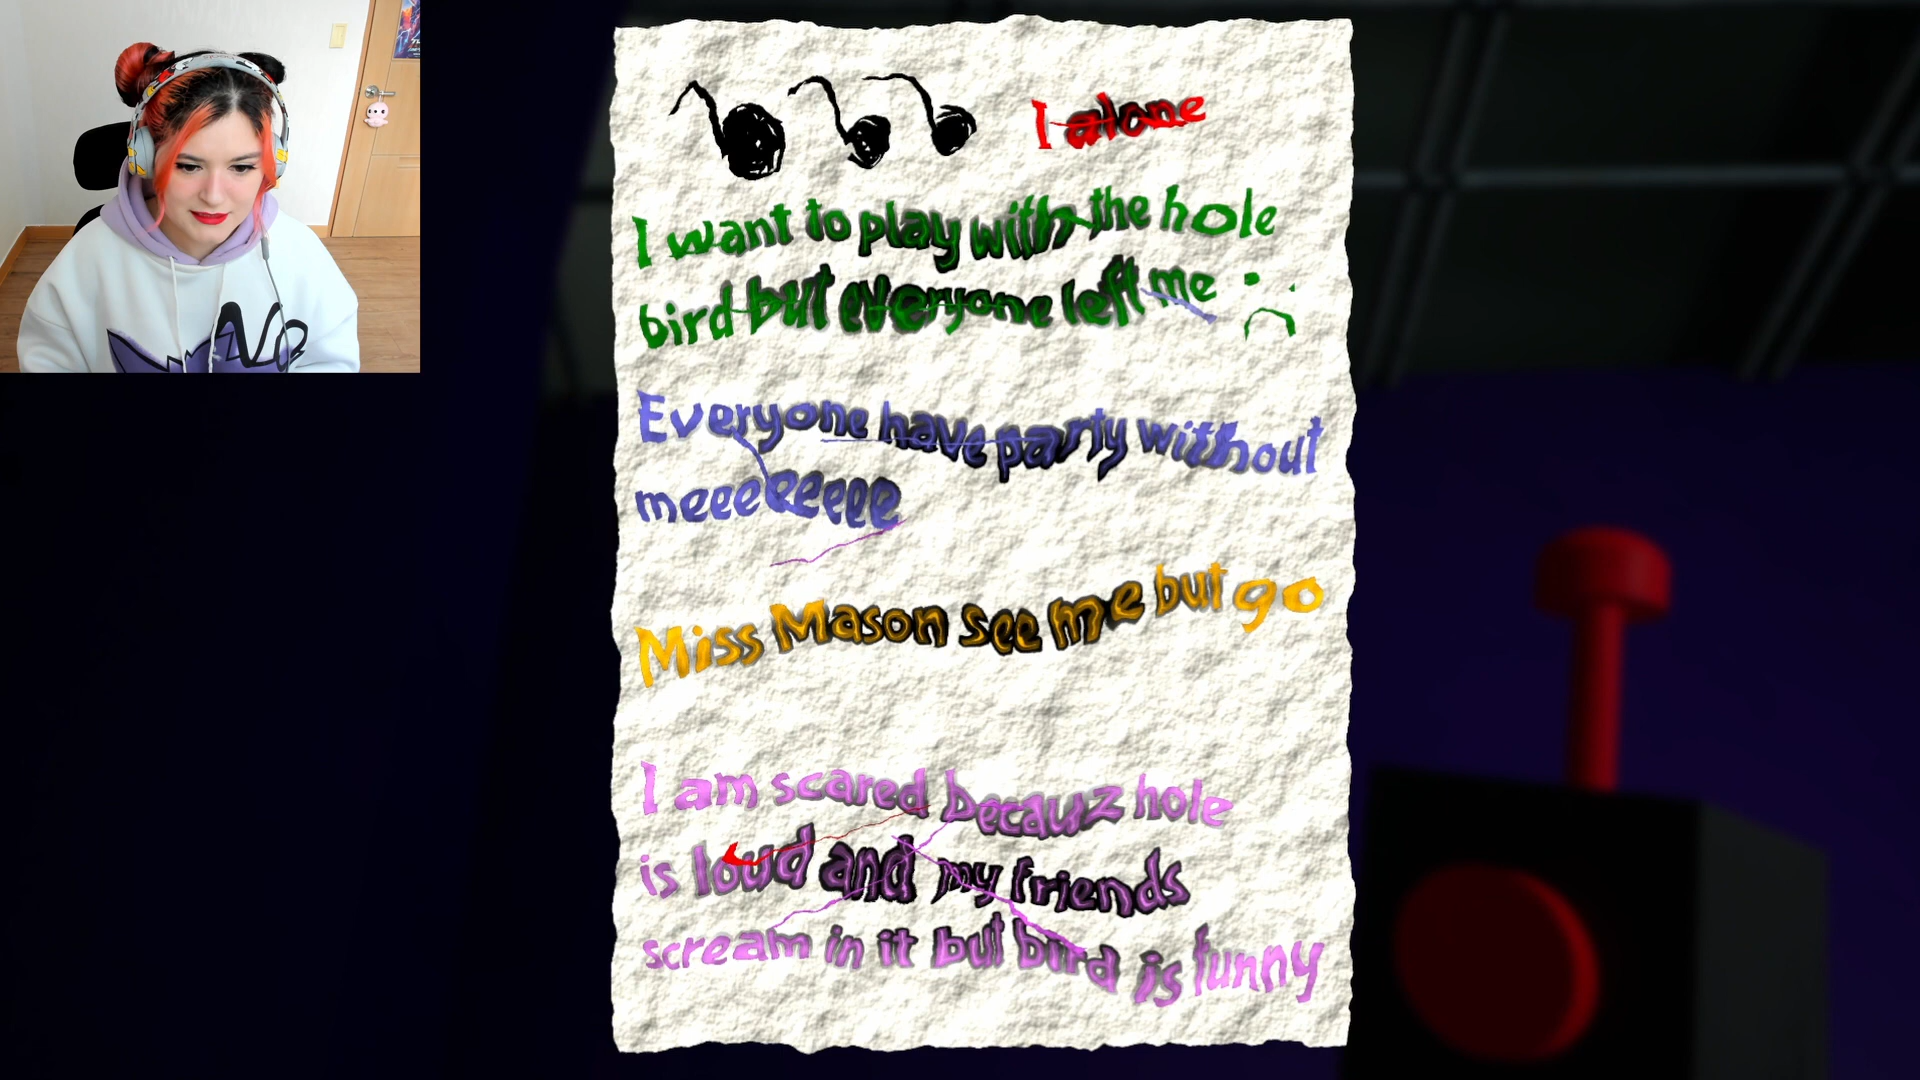 I alone
I want to play with the hole
bird but everyone left me
Everyone have party without
meeeeeeee
Miss Mason see me but go
I am scared becauz hole
is loud and my friends
scream in it but bird is funny